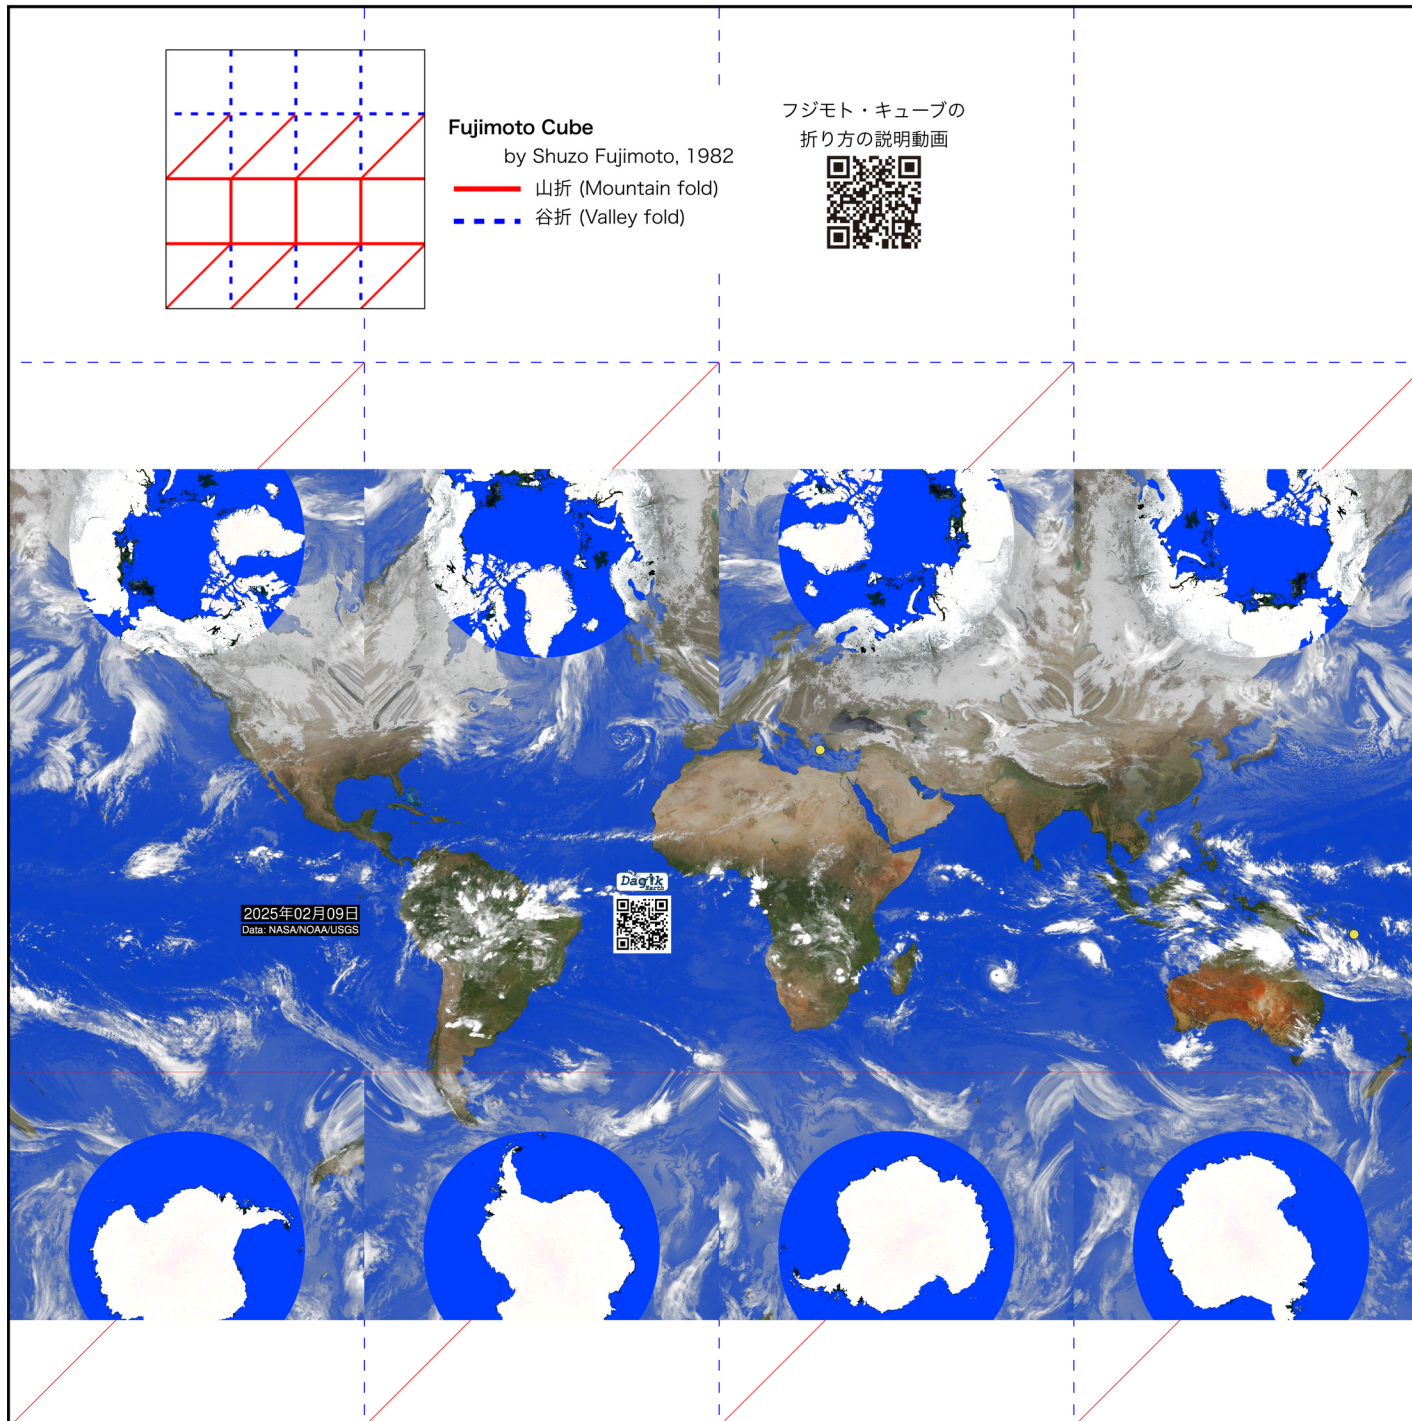 Fujimoto Cube
by Shuzo Fujimoto, 1982
山折 (Mountain fold)
谷折 (Valley fold)
フジモト・キューブの
折り方の説明動画
Dagik
Earth
2025年02月09日
Data: NASA/NOAA/USGS